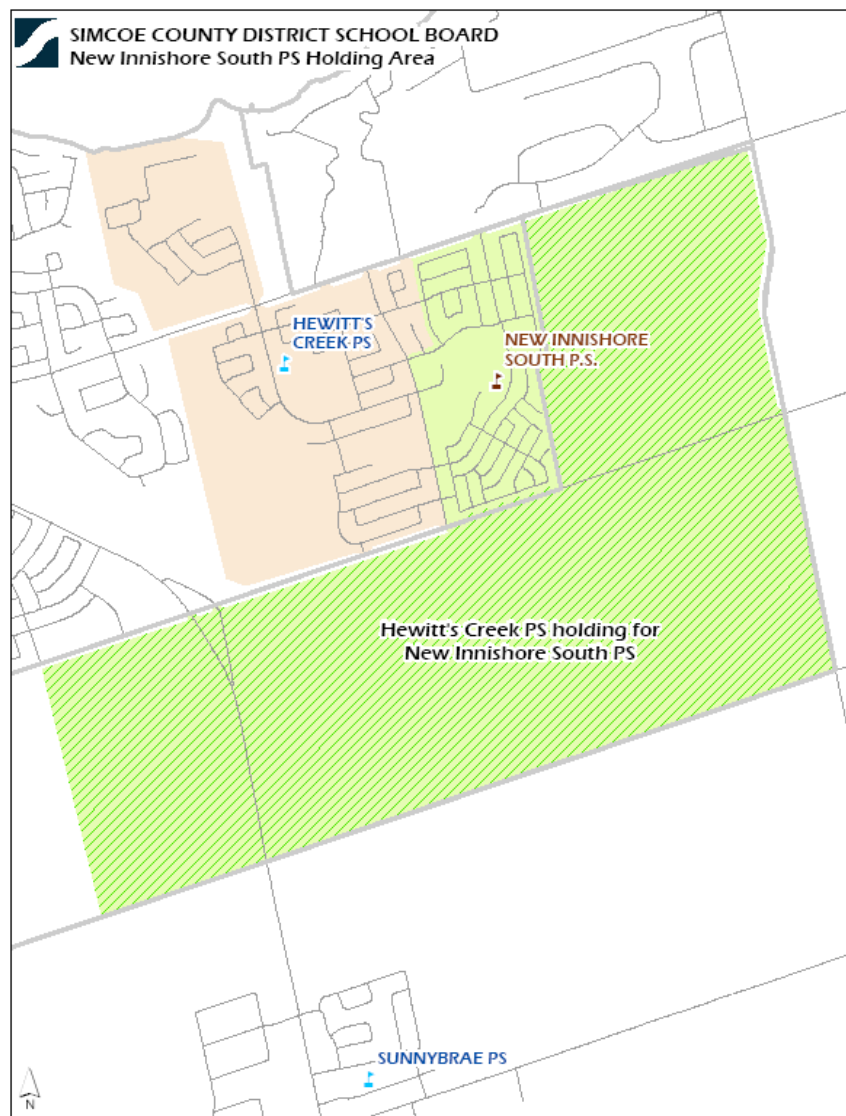 SIMCOE COUNTY DISTRICT SCHOOL BOARD
New Innishore South PS Holding Area
HEWITT'S
CREEK PS
NEW INNISHORE
SOUTH P.S.
Hewitt's Creek PS holding for
New Innishore South PS
SUNNYBRAE PS
N